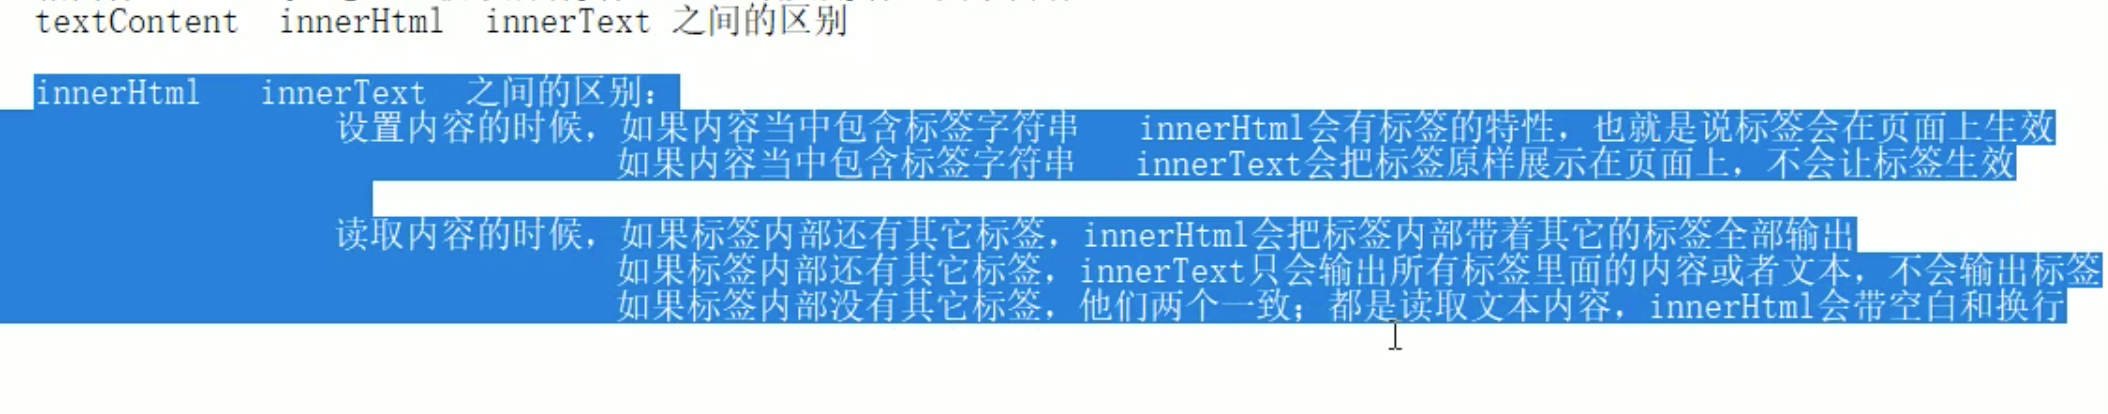 textContent innerHtml innerText 之间的区别
innerHtml innerText 之间的区别：
设置内容的时候，如果内容当中包含标签字符串 innerHtml会有标签的特性，也就是说标签会在页面上生效
如果内容当中包含标签字符串 innerText会把标签原样展示在页面上，不会让标签生效
读取内容的时候，如果标签内部还有其它标签，innerHtml会把标签内部带着其它的标签全部输出
如果标签内部还有其它标签，innerText只会输出所有标签里面的内容或者文本，不会输出标签
如果标签内部没有其它标签，他们两个一致；都是读取文本内容，innerHtml会带空白和换行